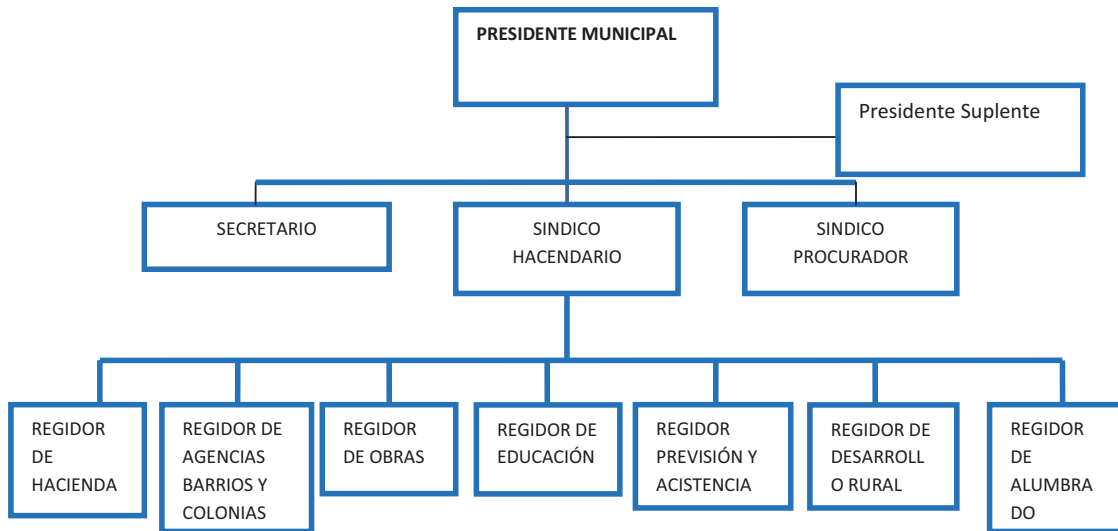 PRESIDENTE MUNICIPAL
Presidente Suplente
SECRETARIO
SINDICO
HACENDARIO
SINDICO
PROCURADOR
REGIDOR
DE
HACIENDA
REGIDOR DE
AGENCIAS
BARRIOS Y
COLONIAS
REGIDOR
DE OBRAS
REGIDOR DE
EDUCACIÓN
REGIDOR
PREVISIÓN Y
ACISTENCIA
REGIDOR DE
DESARROLL
O RURAL
REGIDOR
DE
ALUMBRA
DO